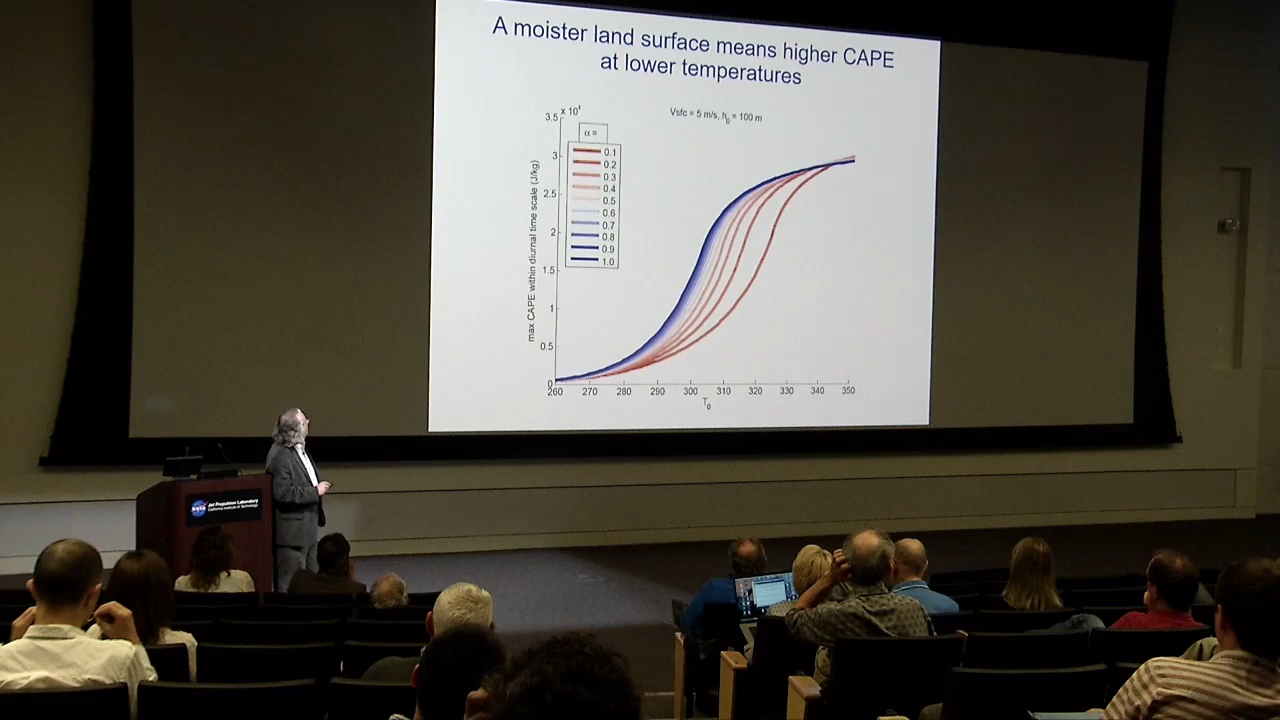 A moister land surface means higher CAPE
at lower temperatures
x 10⁴
Vsfc = 5 m/s, h₀ = 100 m
3.5
3
2.5
2
1.5
1
0.5
0
max CAPE within diurnal time scale (J/kg)
α =
0.1
0.2
0.3
0.4
0.5
0.6
0.7
0.8
0.9
1.0
260 270 280 290 300 310 320 330 340 350
T₀
NASA
Jet Propulsion Laboratory
California Institute of Technology